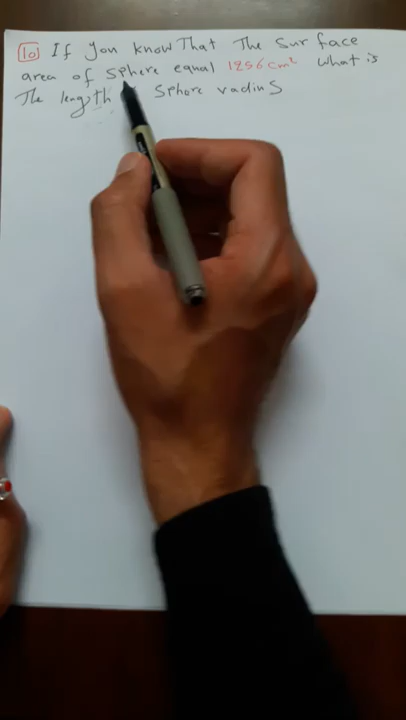 10 If you know That The Surface
area of sphere equal 1256 cm² what is
The length Sphere radius